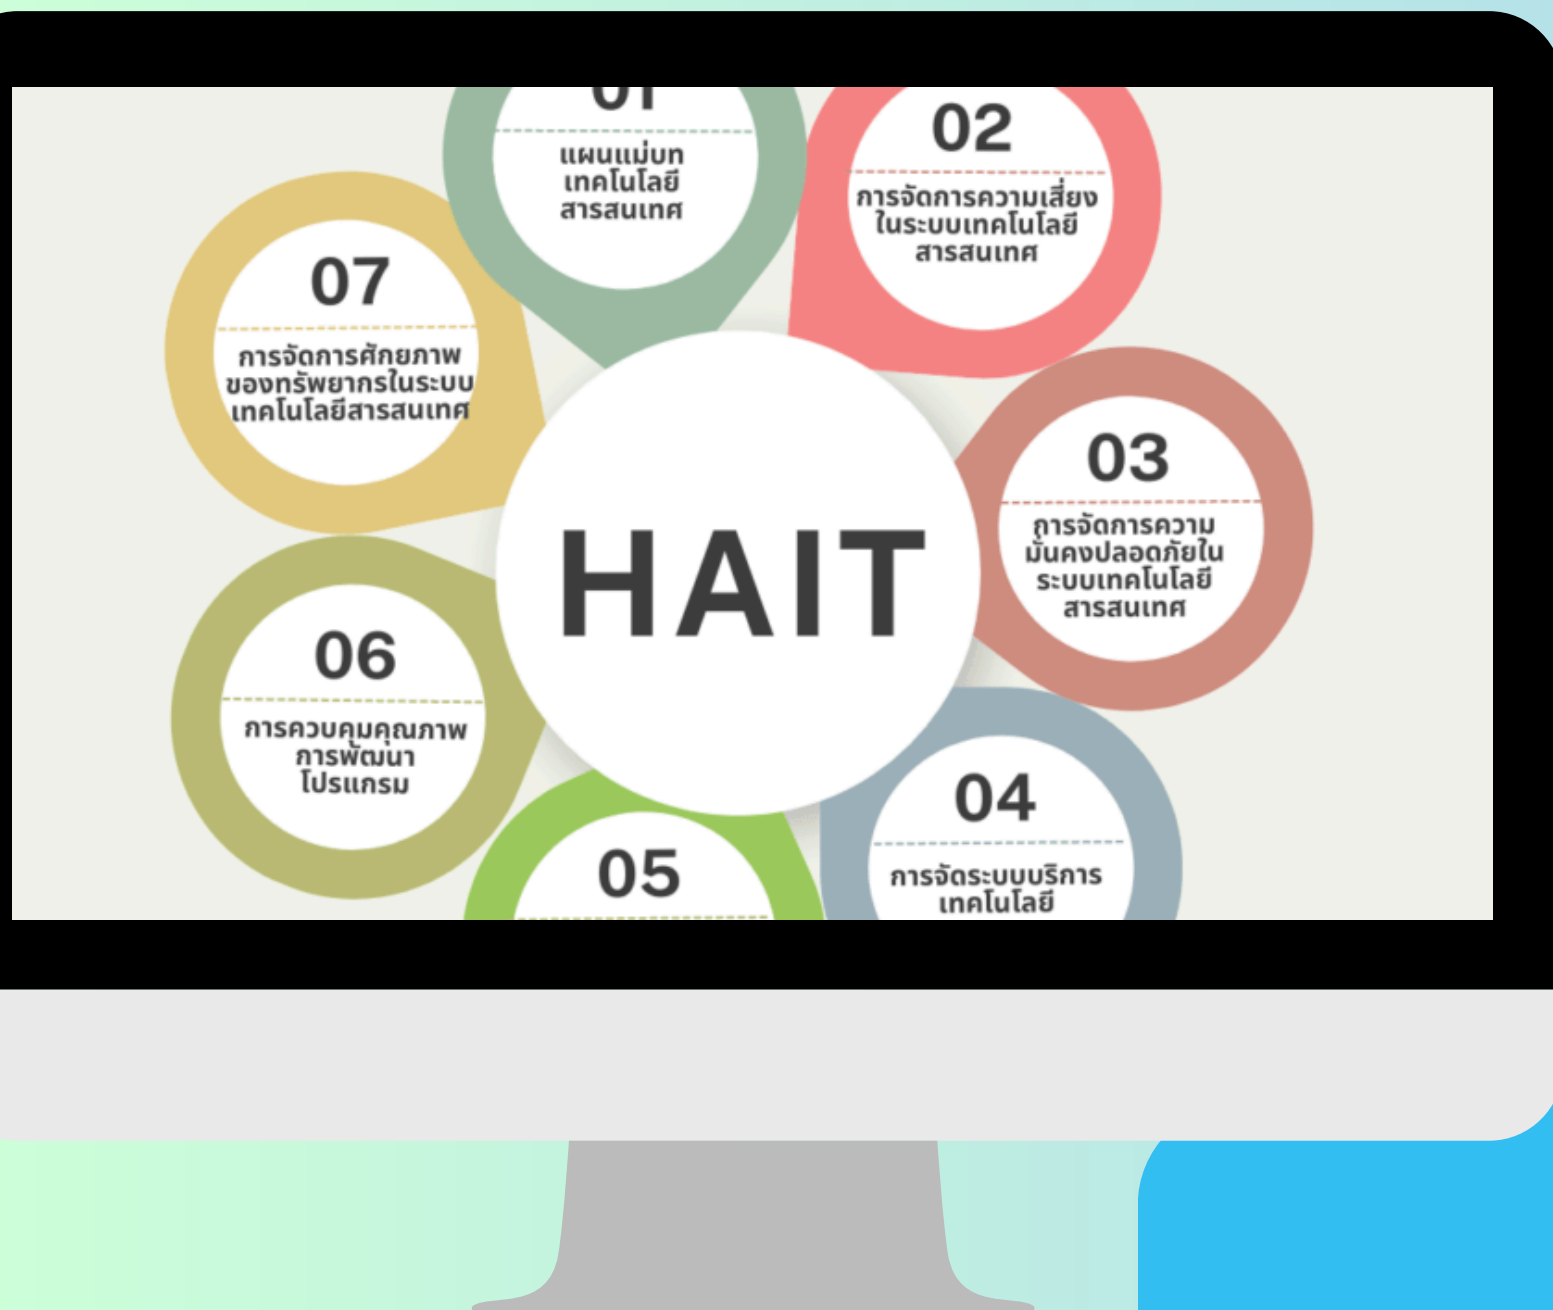 01
แผนแม่บท
เทคโนโลยี
สารสนเทศ
02
การจัดการความเสี่ยง
ในระบบเทคโนโลยี
สารสนเทศ
03
การจัดการความ
มั่นคงปลอดภัยใน
ระบบเทคโนโลยี
สารสนเทศ
04
การจัดระบบบริการ
เทคโนโลยี
05
06
การควบคุมคุณภาพ
การพัฒนา
โปรแกรม
07
การจัดการศักยภาพ
ของทรัพยากรในระบบ
เทคโนโลยีสารสนเทศ
HAIT